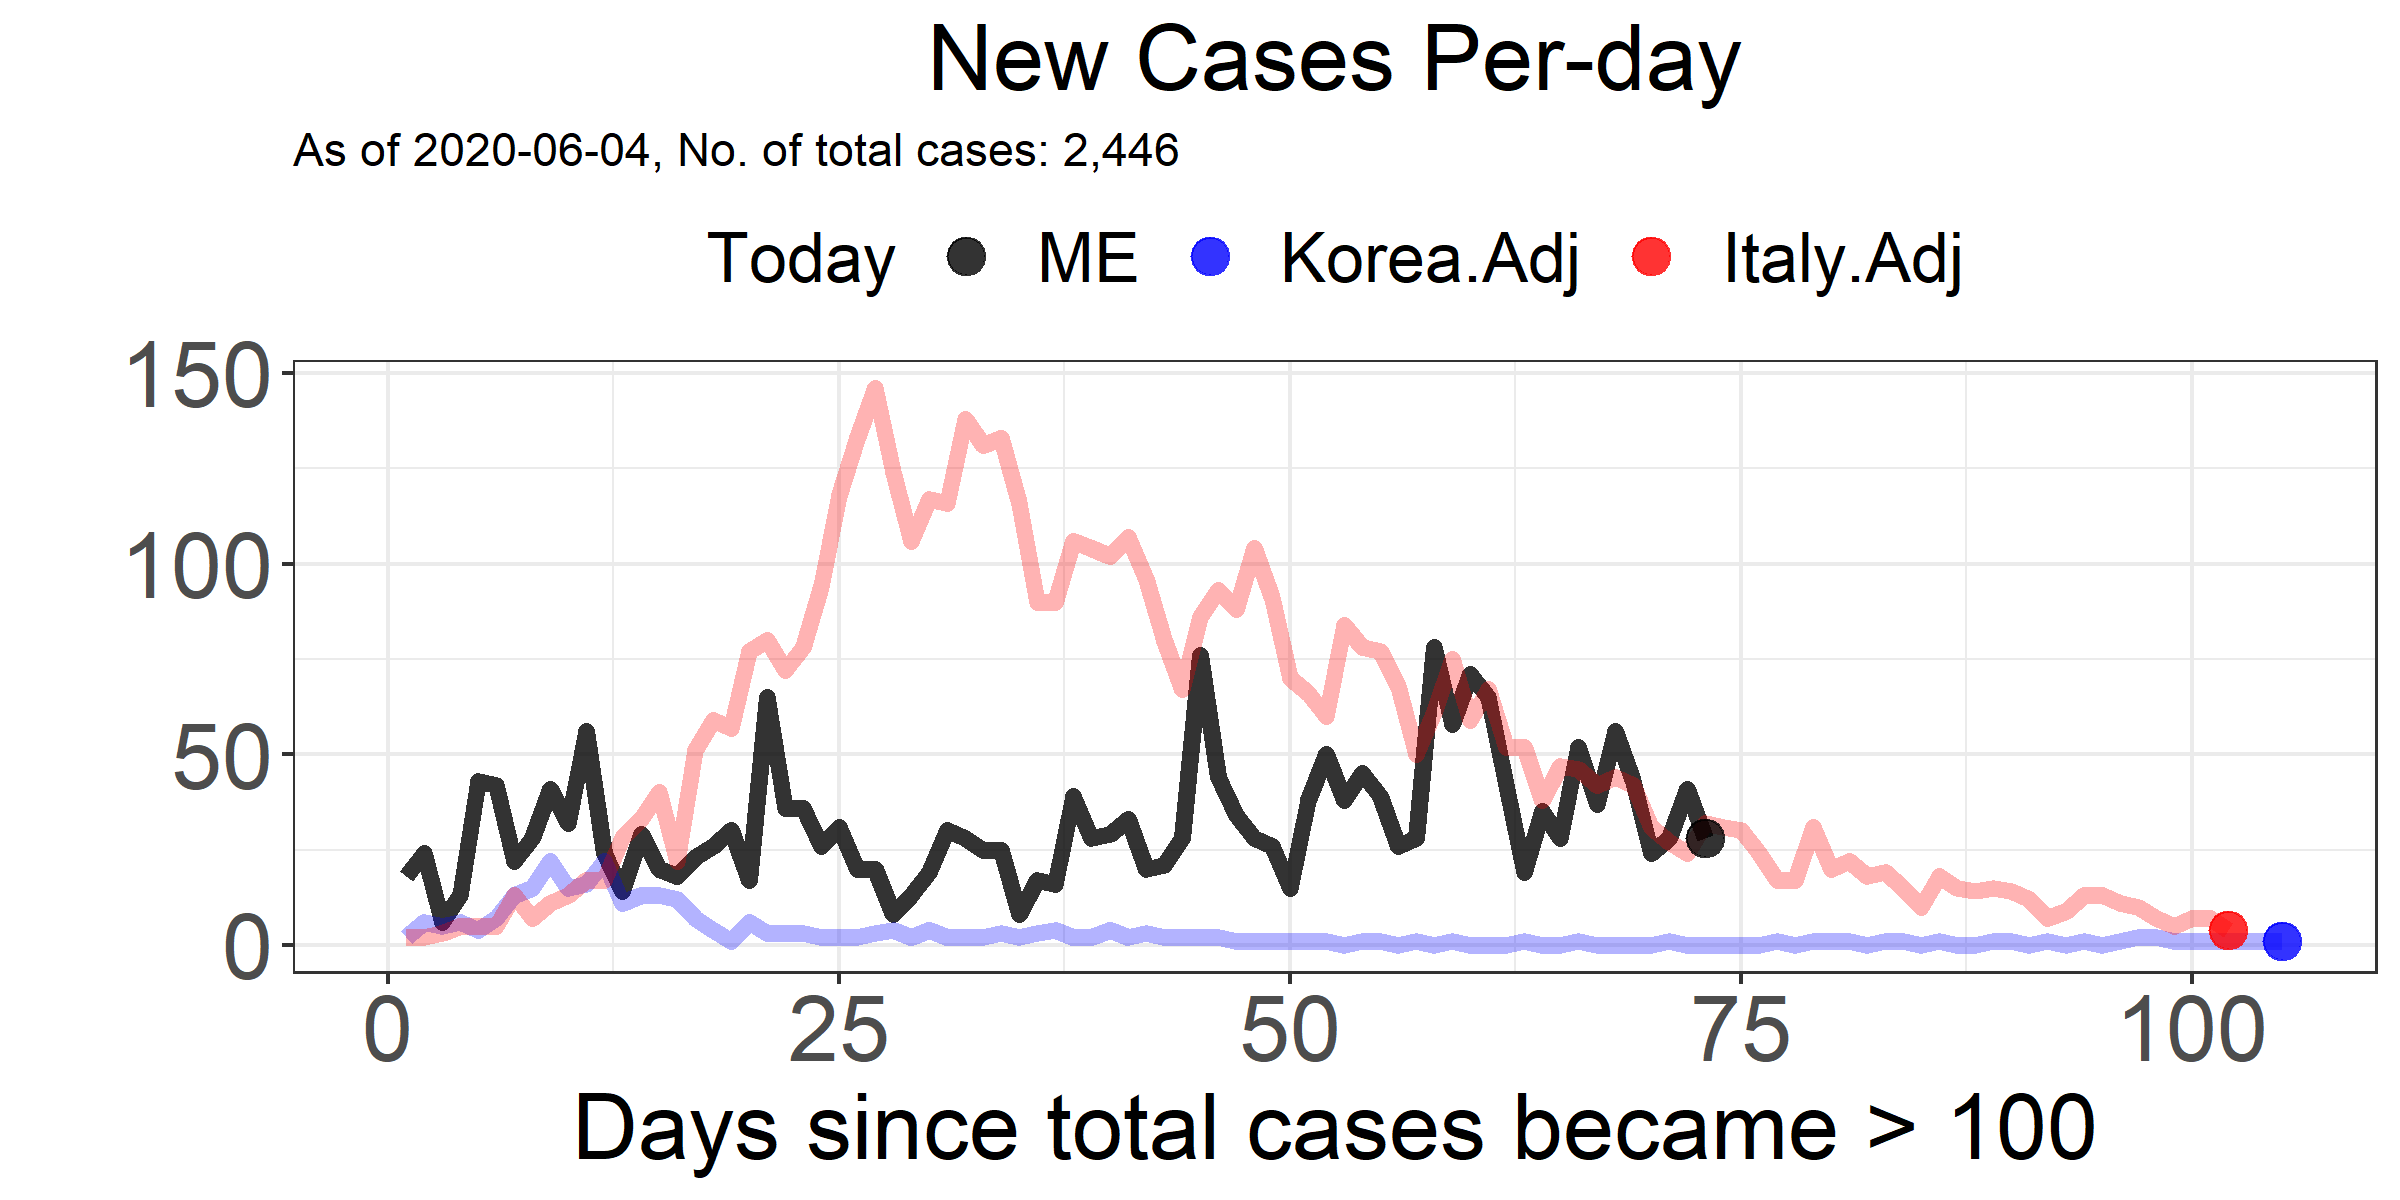 New Cases Per-day
As of 2020-06-04, No. of total cases: 2,446
Today ME Korea.Adj Italy.Adj
150
100
50
0
0 25 50 75 100
Days since total cases became > 100